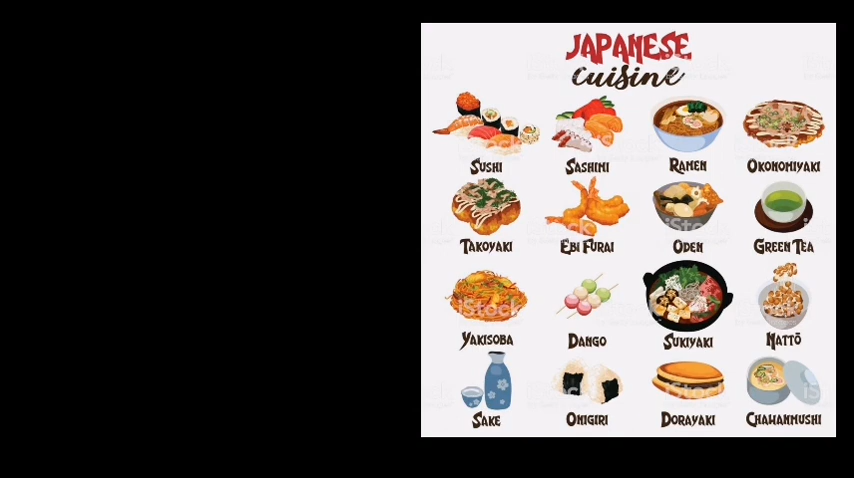 JAPANESE
cuisine
SUSHI SASHIMI RAMEN OKONOMIYAKI
TAKOYAKI EBI FURAI ODEN GREEN TEA
YAKISOBA DANGO SUKIYAKI NATTŌ
SAKE ONIGIRI DORAYAKI CHAWANMUSHI